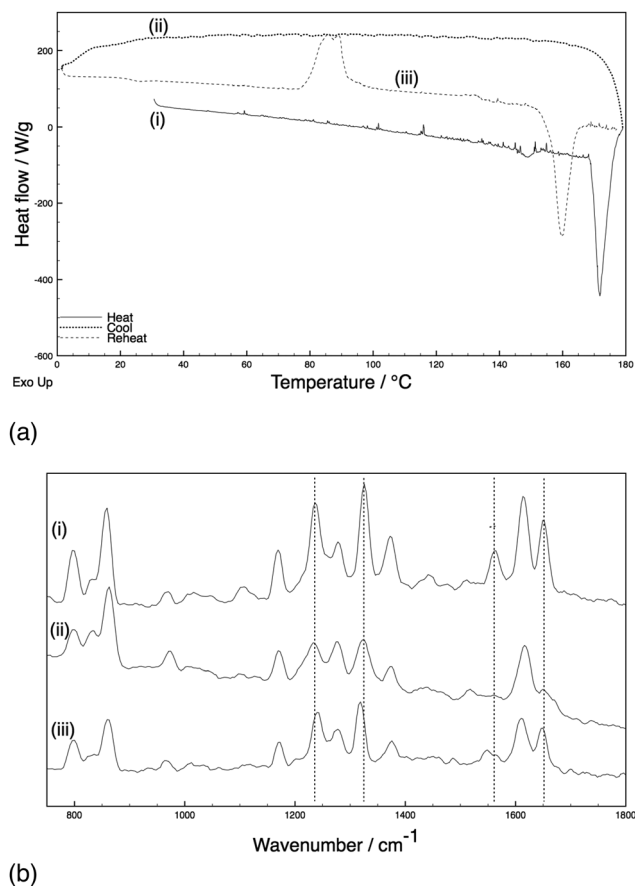 (ii)
200
(iii)
(i)
0
-200
-400
-600
Heat flow / W/g
Heat
Cool
Reheat
0 20 40 60 80 100 120 140 160 180
Exo Up
Temperature / °C
(a)
(i)
(ii)
(iii)
800 1000 1200 1400 1600 1800
Wavenumber / cm-1
(b)